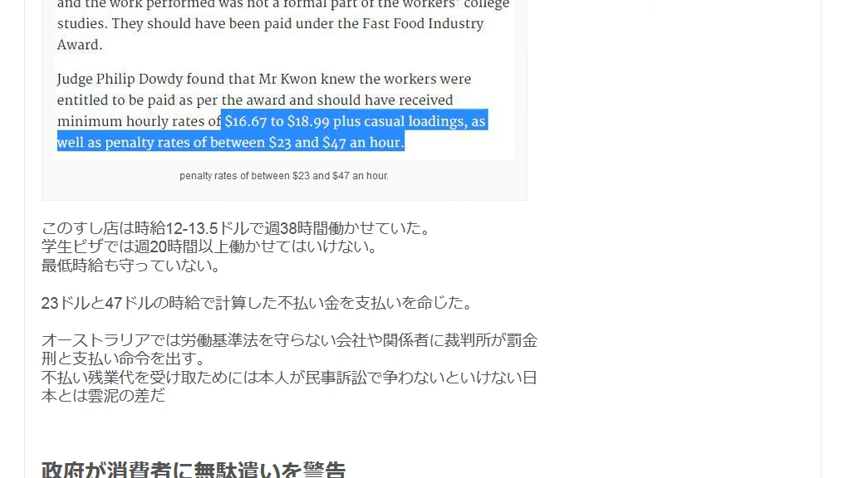 and the work performed was not a formal part of the workers' college
studies. They should have been paid under the Fast Food Industry
Award.
Judge Philip Dowdy found that Mr Kwon knew the workers were
entitled to be paid as per the award and should have received
minimum hourly rates of $16.67 to $18.99 plus casual loadings, as
well as penalty rates of between $23 and $47 an hour.
penalty rates of between $23 and $47 an hour.
このすし店は時給12-13.5ドルで週38時間働かせていた。
学生ビザでは週20時間以上働かせてはいけない。
最低時給も守っていない。
23ドルと47ドルの時給で計算した不払い金を支払いを命じた。
オーストラリアでは労働基準法を守らない会社や関係者に裁判所が罰金
刑と支払い命令を出す。
不払い残業代を受け取ためには本人が民事訴訟で争わないといけない日
本とは雲泥の差だ
政府が消費者に無駄遣いを警告